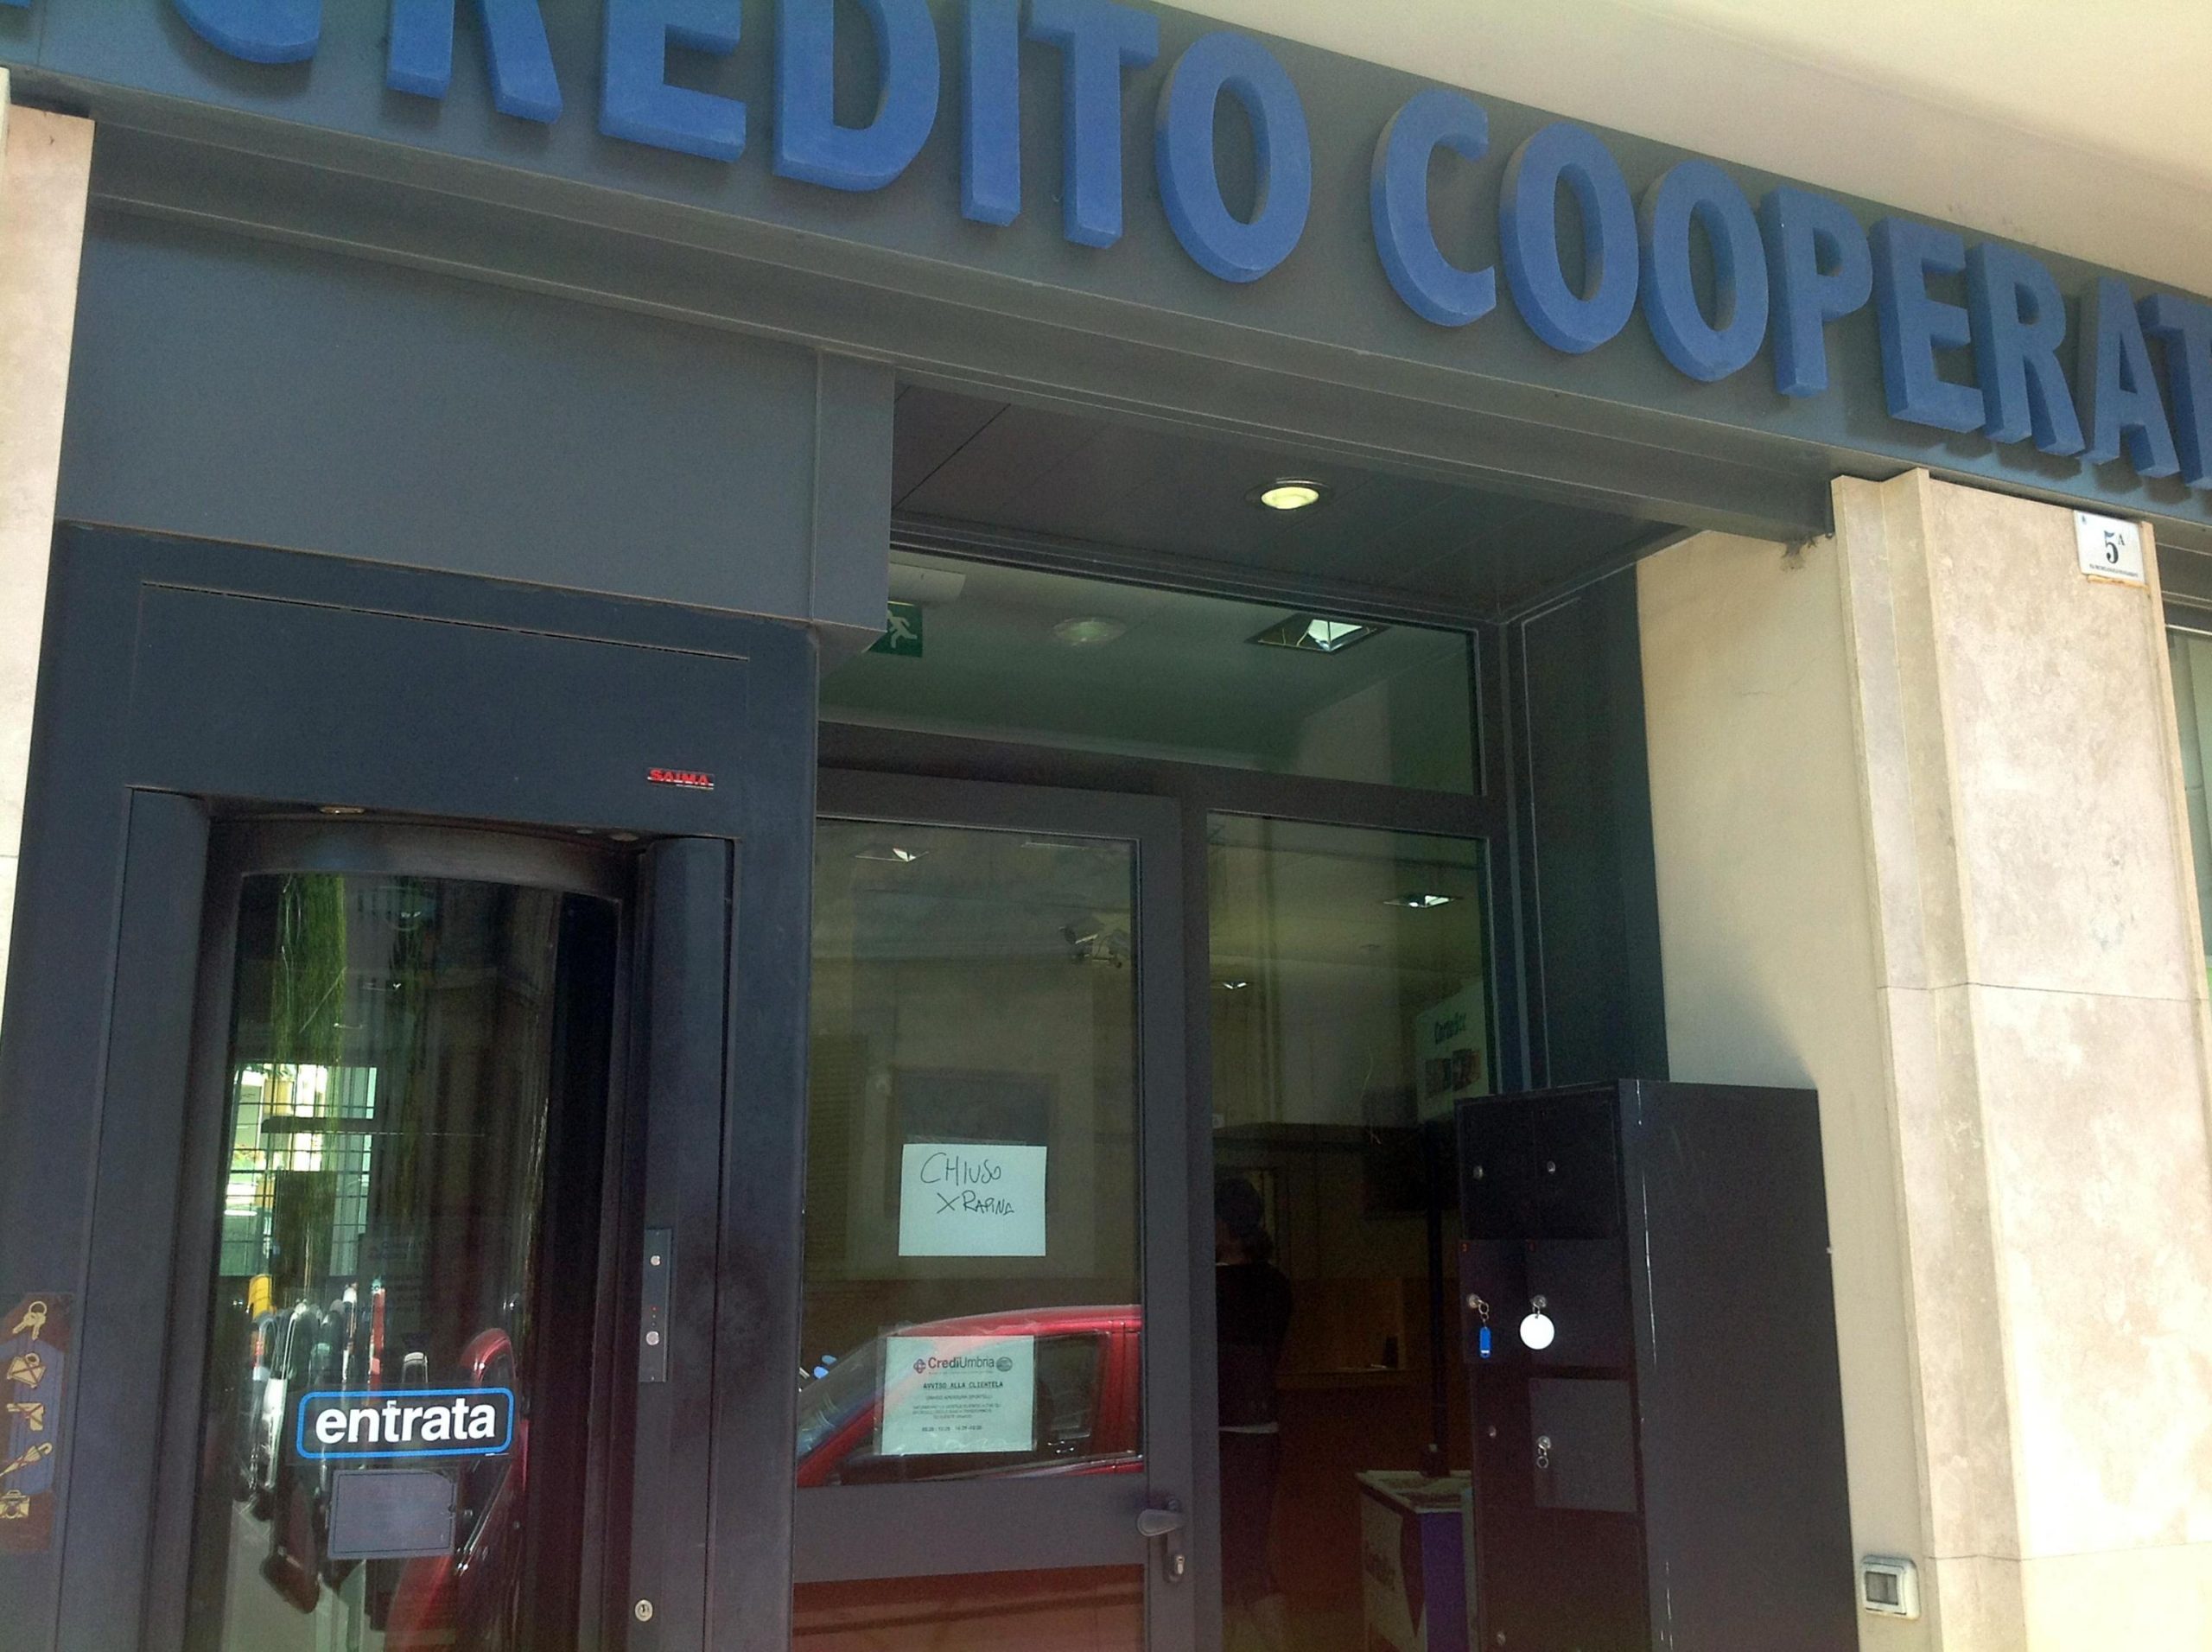 CREDITO COOPERAT
5A
SAIMA
CHIUSO
X RAPINA
CrediUmbria
AVVISO ALLA CLIENTELA
entrata